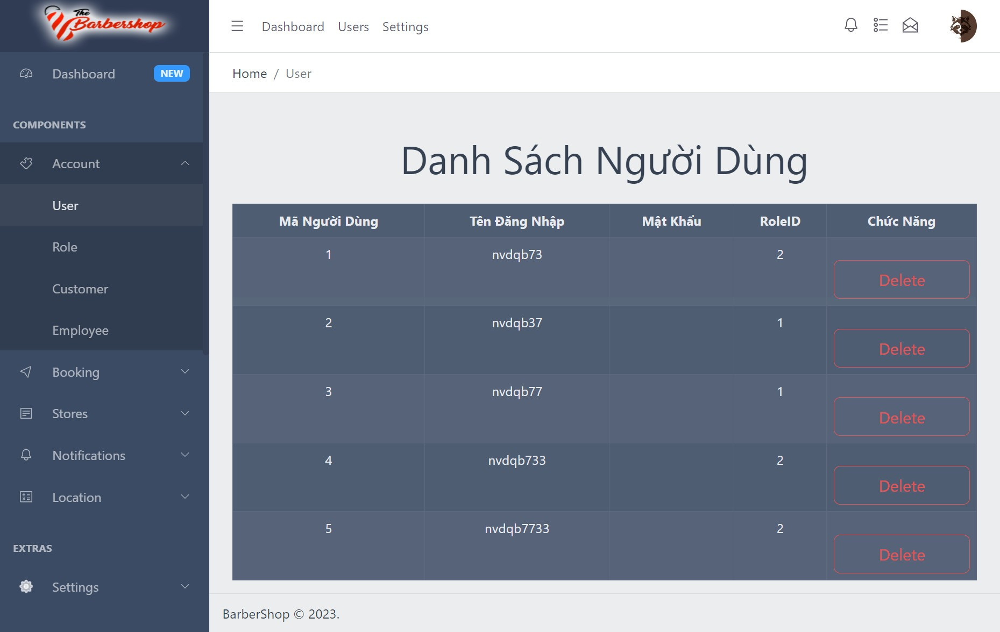 The
Barbershop
Dashboard Users Settings
Dashboard NEW
Home / User
COMPONENTS
Account
User
Role
Customer
Employee
Booking
Stores
Notifications
Location
EXTRAS
Settings
Danh Sách Người Dùng
Mã Người Dùng Tên Đăng Nhập Mật Khẩu RoleID Chức Năng
1 nvdqb73 2 Delete
2 nvdqb37 1 Delete
3 nvdqb77 1 Delete
4 nvdqb733 2 Delete
5 nvdqb7733 2 Delete
BarberShop © 2023.